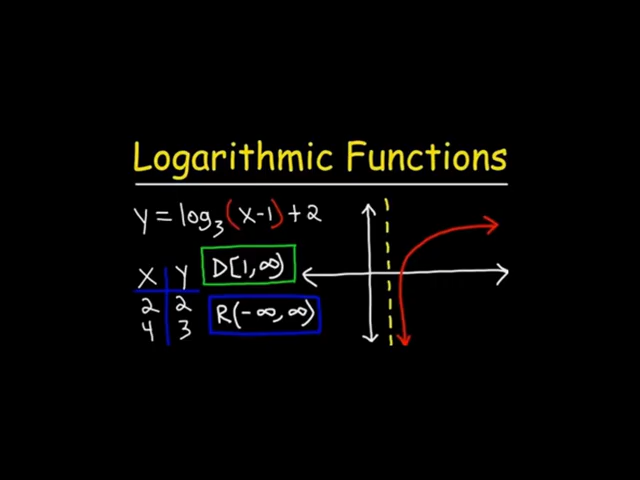 Logarithmic Functions
y = log₃(x-1) + 2
D[1, ∞)
X Y
2 2
4 3
R(-∞, ∞)